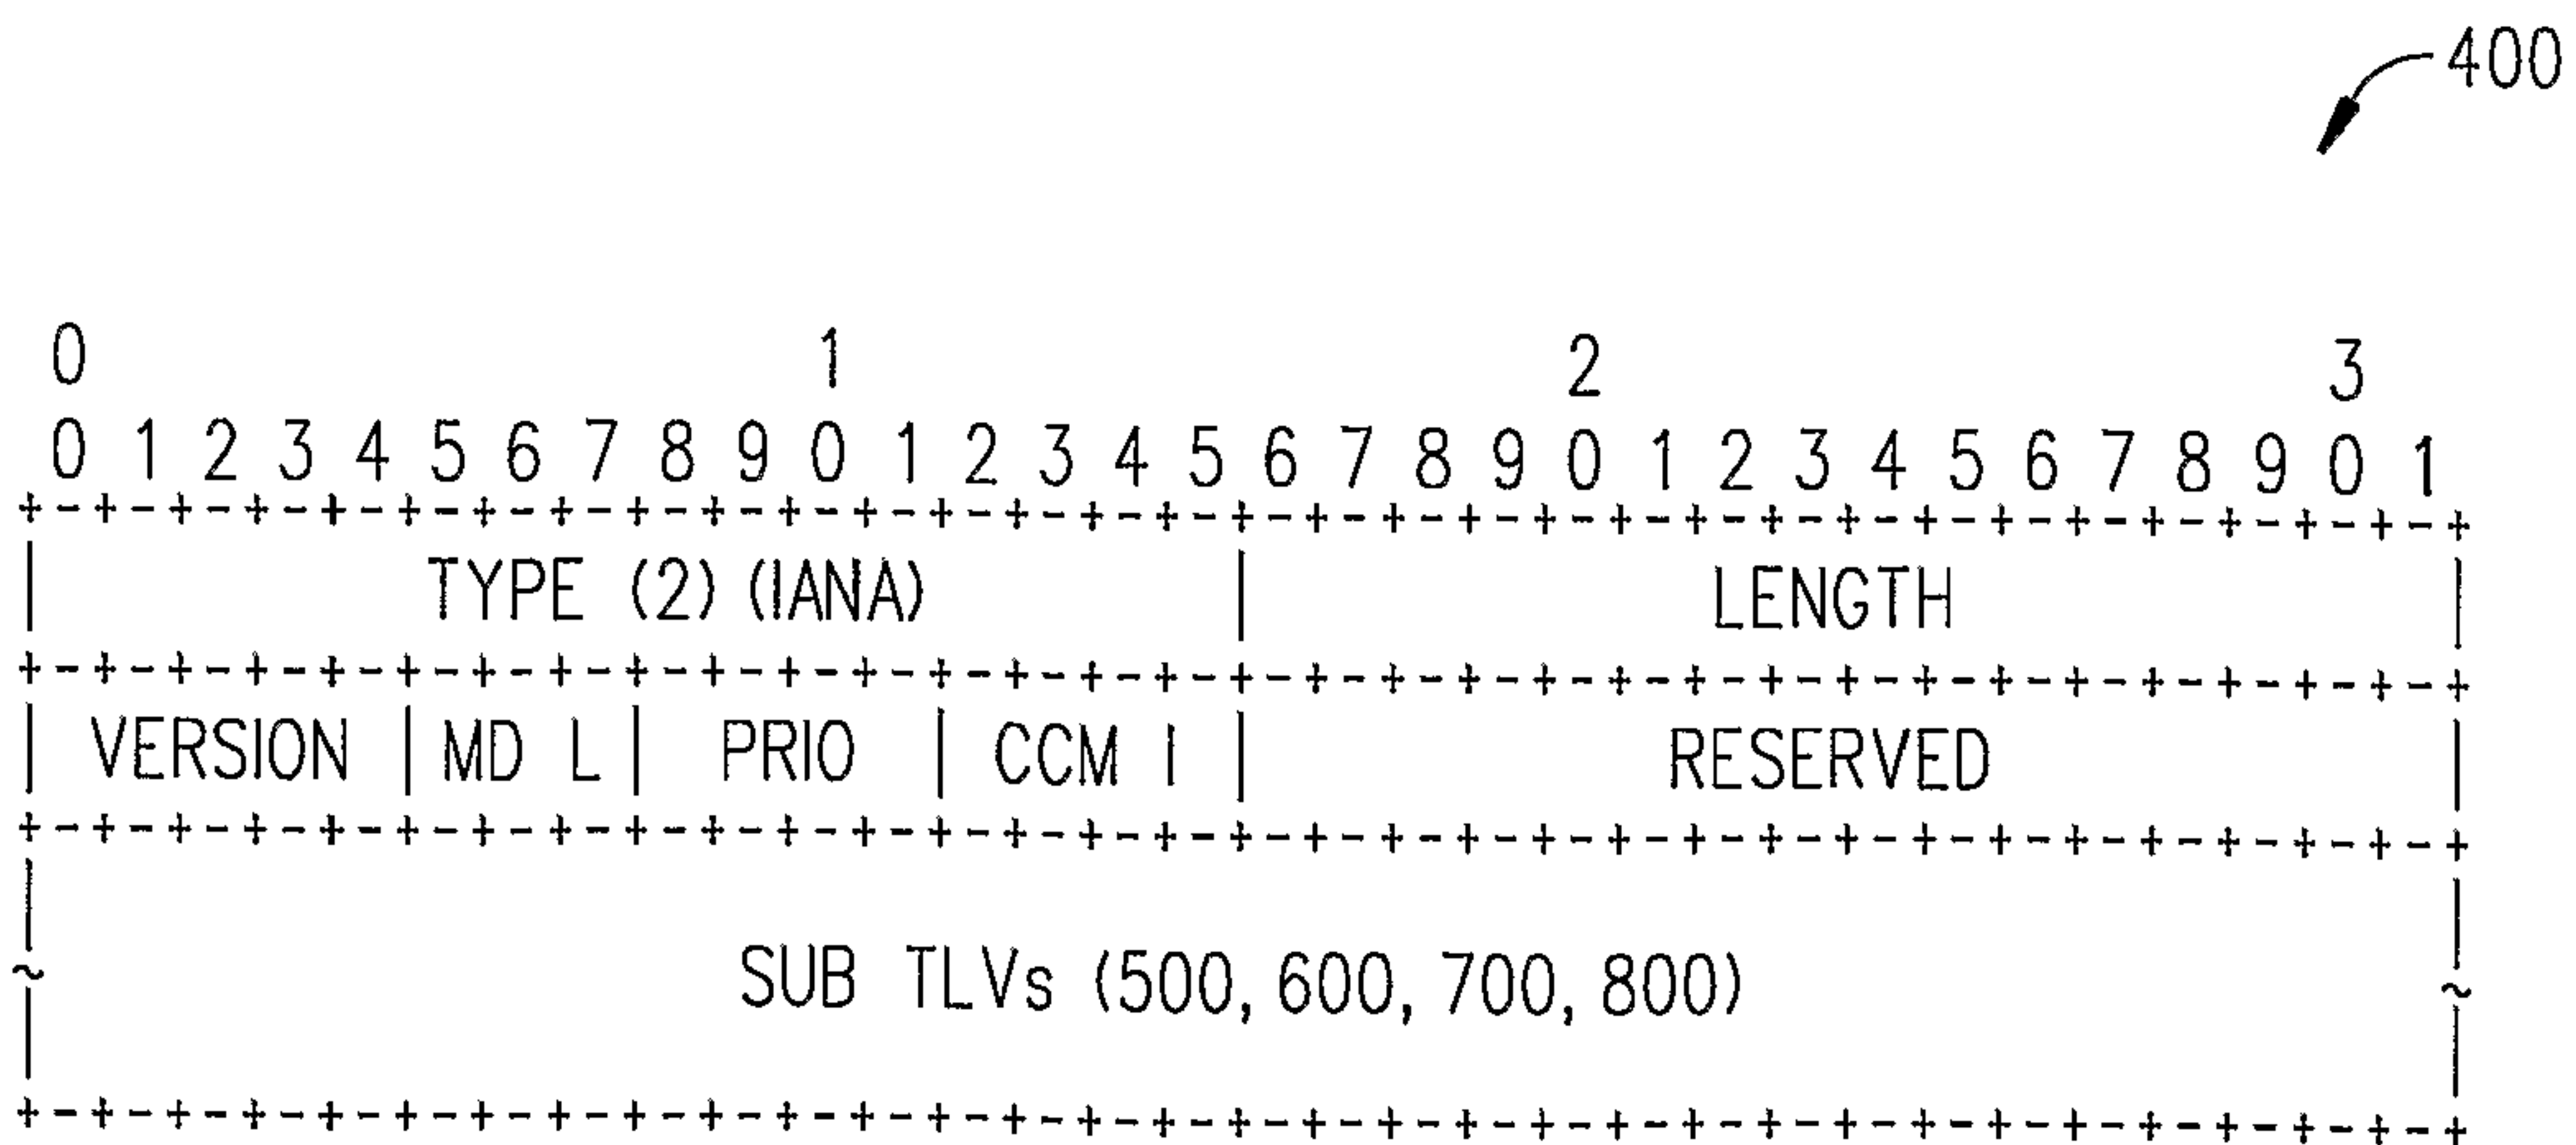 400
0 1 2 3
0 1 2 3 4 5 6 7 8 9 0 1 2 3 4 5 6 7 8 9 0 1 2 3 4 5 6 7 8 9 0 1
+-+-+-+-+-+-+-+-+-+-+-+-+-+-+-+-+-+-+-+-+-+-+-+-+-+-+-+-+-+-+-+-+
| TYPE (2) (IANA) | LENGTH |
+-+-+-+-+-+-+-+-+-+-+-+-+-+-+-+-+-+-+-+-+-+-+-+-+-+-+-+-+-+-+-+-+
| VERSION | MD L | PRIO | CCM I | RESERVED |
+-+-+-+-+-+-+-+-+-+-+-+-+-+-+-+-+-+-+-+-+-+-+-+-+-+-+-+-+-+-+-+-+
~ SUB TLVs (500, 600, 700, 800) ~
+-+-+-+-+-+-+-+-+-+-+-+-+-+-+-+-+-+-+-+-+-+-+-+-+-+-+-+-+-+-+-+-+